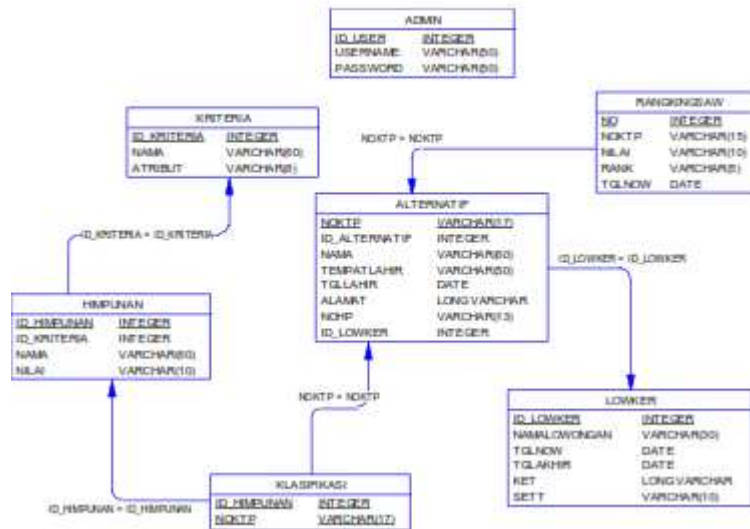 ADMIN
ID_USER INTEGER
USERNAME VARCHAR(50)
PASSWORD VARCHAR(50)
KRITERIA
ID_KRITERIA INTEGER
NAMA VARCHAR(60)
ATRIBUT VARCHAR(8)
RANGKINGSAW
NO INTEGER
NOKTP VARCHAR(15)
NILAI VARCHAR(10)
RANK VARCHAR(5)
TGLNOW DATE
NOKTP = NOKTP
ALTERNATIF
NOKTP VARCHAR(17)
ID_ALTERNATIF INTEGER
NAMA VARCHAR(60)
TEMPATLAHIR VARCHAR(50)
TGLLAHIR DATE
ALAMAT LONG VARCHAR
NOHP VARCHAR(13)
ID_LOWKER INTEGER
ID_KRITERIA = ID_KRITERIA
ID_LOWKER = ID_LOWKER
HIMPUNAN
ID_HIMPUNAN INTEGER
ID_KRITERIA INTEGER
NAMA VARCHAR(60)
NILAI VARCHAR(10)
NOKTP = NOKTP
LOWKER
ID_LOWKER INTEGER
NAMALOWONGAN VARCHAR(30)
TGLNOW DATE
TGLAKHIR DATE
KET LONG VARCHAR
SETT VARCHAR(10)
KLASIFIKASI
ID_HIMPUNAN INTEGER
NOKTP VARCHAR(17)
ID_HIMPUNAN = ID_HIMPUNAN